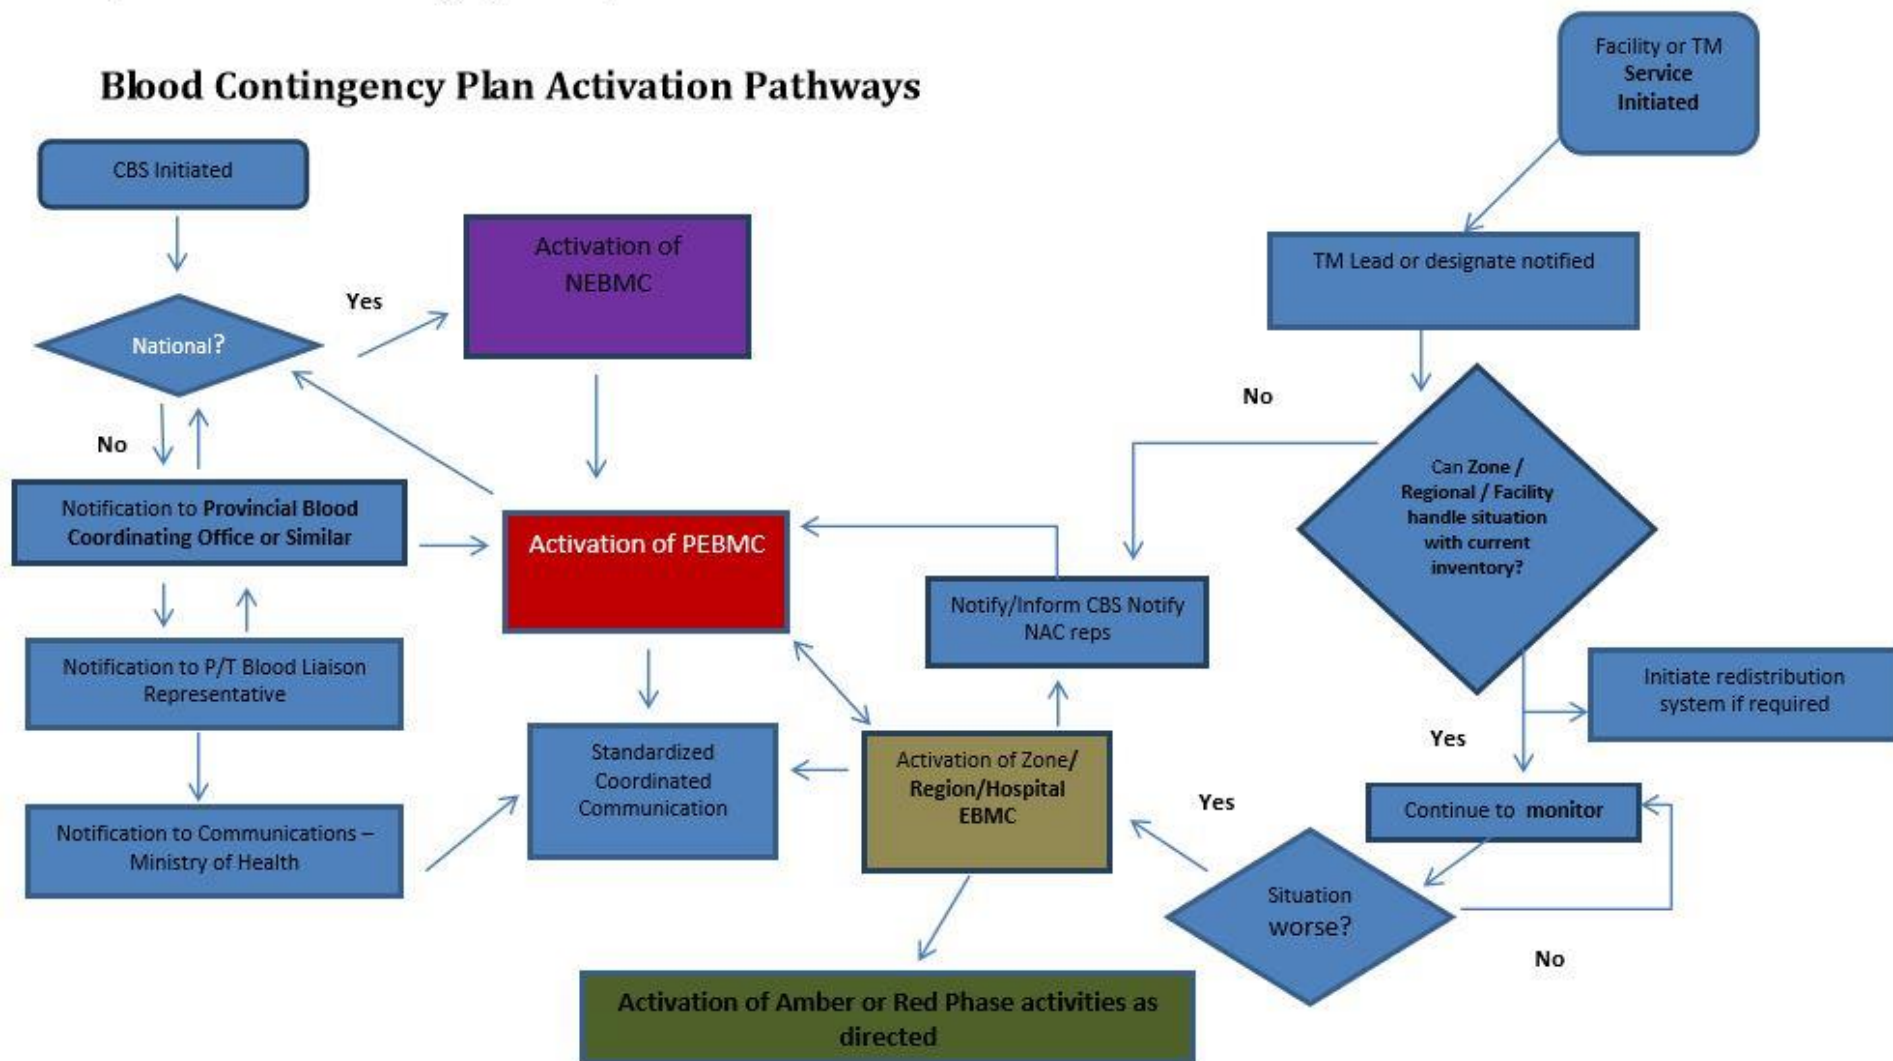 Blood Contingency Plan Activation Pathways
Facility or TM
Service
Initiated
CBS Initiated
Activation of
NEBMC
TM Lead or designate notified
Yes
National?
No
No
Notification to Provincial Blood
Coordinating Office or Similar
Activation of PEBMC
Can Zone /
Regional / Facility
handle situation
with current
inventory?
Notify/Inform CBS Notify
NAC reps
Notification to P/T Blood Liaison
Representative
Initiate redistribution
system if required
Yes
Standardized
Coordinated
Communication
Activation of Zone/
Region/Hospital
EBMC
Yes
Continue to monitor
Notification to Communications –
Ministry of Health
Situation
worse?
No
Activation of Amber or Red Phase activities as
directed